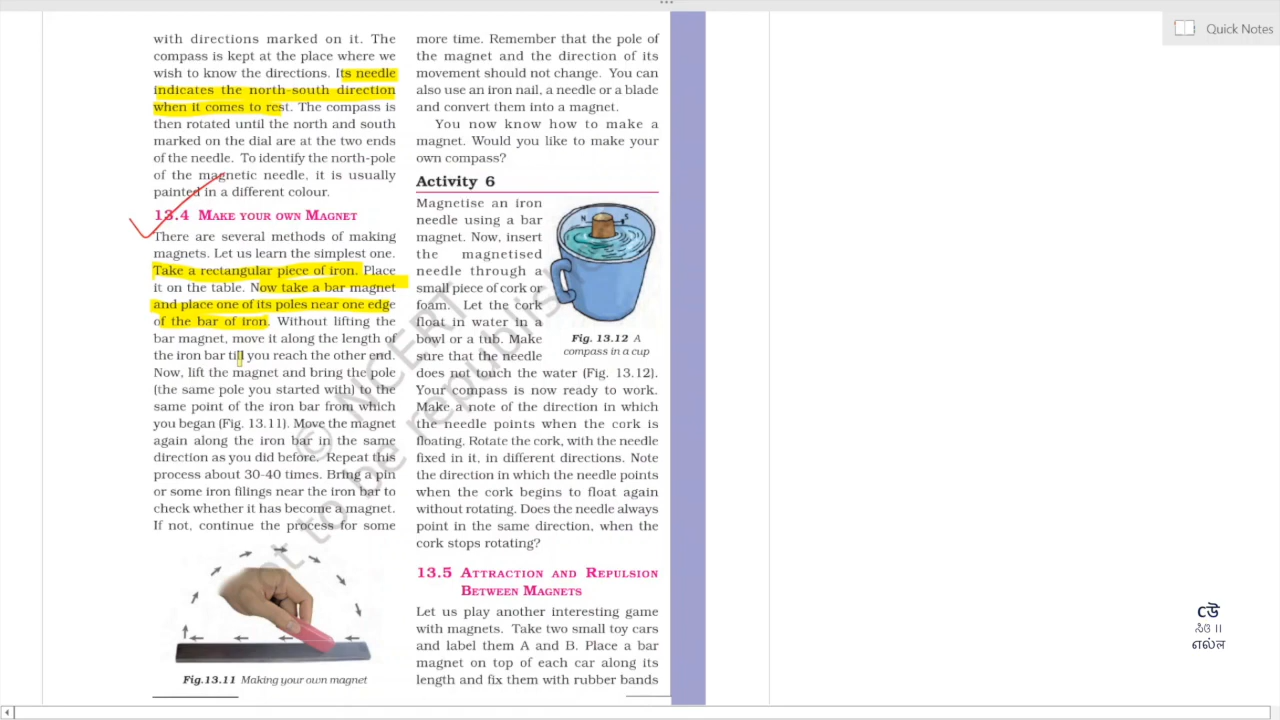 Quick Notes
with directions marked on it. The
compass is kept at the place where we
wish to know the directions. Its needle
indicates the north-south direction
when it comes to rest. The compass is
then rotated until the north and south
marked on the dial are at the two ends
of the needle. To identify the north-pole
of the magnetic needle, it is usually
painted in a different colour.
13.4 MAKE YOUR OWN MAGNET
There are several methods of making
magnets. Let us learn the simplest one.
Take a rectangular piece of iron. Place
it on the table. Now take a bar magnet
and place one of its poles near one edge
of the bar of iron. Without lifting the
bar magnet, move it along the length of
the iron bar till you reach the other end.
Now, lift the magnet and bring the pole
(the same pole you started with) to the
same point of the iron bar from which
you began (Fig. 13.11). Move the magnet
again along the iron bar in the same
direction as you did before. Repeat this
process about 30-40 times. Bring a pin
or some iron filings near the iron bar to
check whether it has become a magnet.
If not, continue the process for some
Fig.13.11 Making your own magnet
more time. Remember that the pole of
the magnet and the direction of its
movement should not change. You can
also use an iron nail, a needle or a blade
and convert them into a magnet.
You now know how to make a
magnet. Would you like to make your
own compass?
Activity 6
Magnetise an iron
needle using a bar
magnet. Now, insert
the magnetised
needle through a
small piece of cork or
foam. Let the cork
float in water in a
bowl or a tub. Make
sure that the needle
N S
Fig. 13.12 A
compass in a cup
does not touch the water (Fig. 13.12).
Your compass is now ready to work.
Make a note of the direction in which
the needle points when the cork is
floating. Rotate the cork, with the needle
fixed in it, in different directions. Note
the direction in which the needle points
when the cork begins to float again
without rotating. Does the needle always
point in the same direction, when the
cork stops rotating?
13.5 ATTRACTION AND REPULSION
BETWEEN MAGNETS
Let us play another interesting game
with magnets. Take two small toy cars
and label them A and B. Place a bar
magnet on top of each car along its
length and fix them with rubber bands
© NCERT
not to be republished